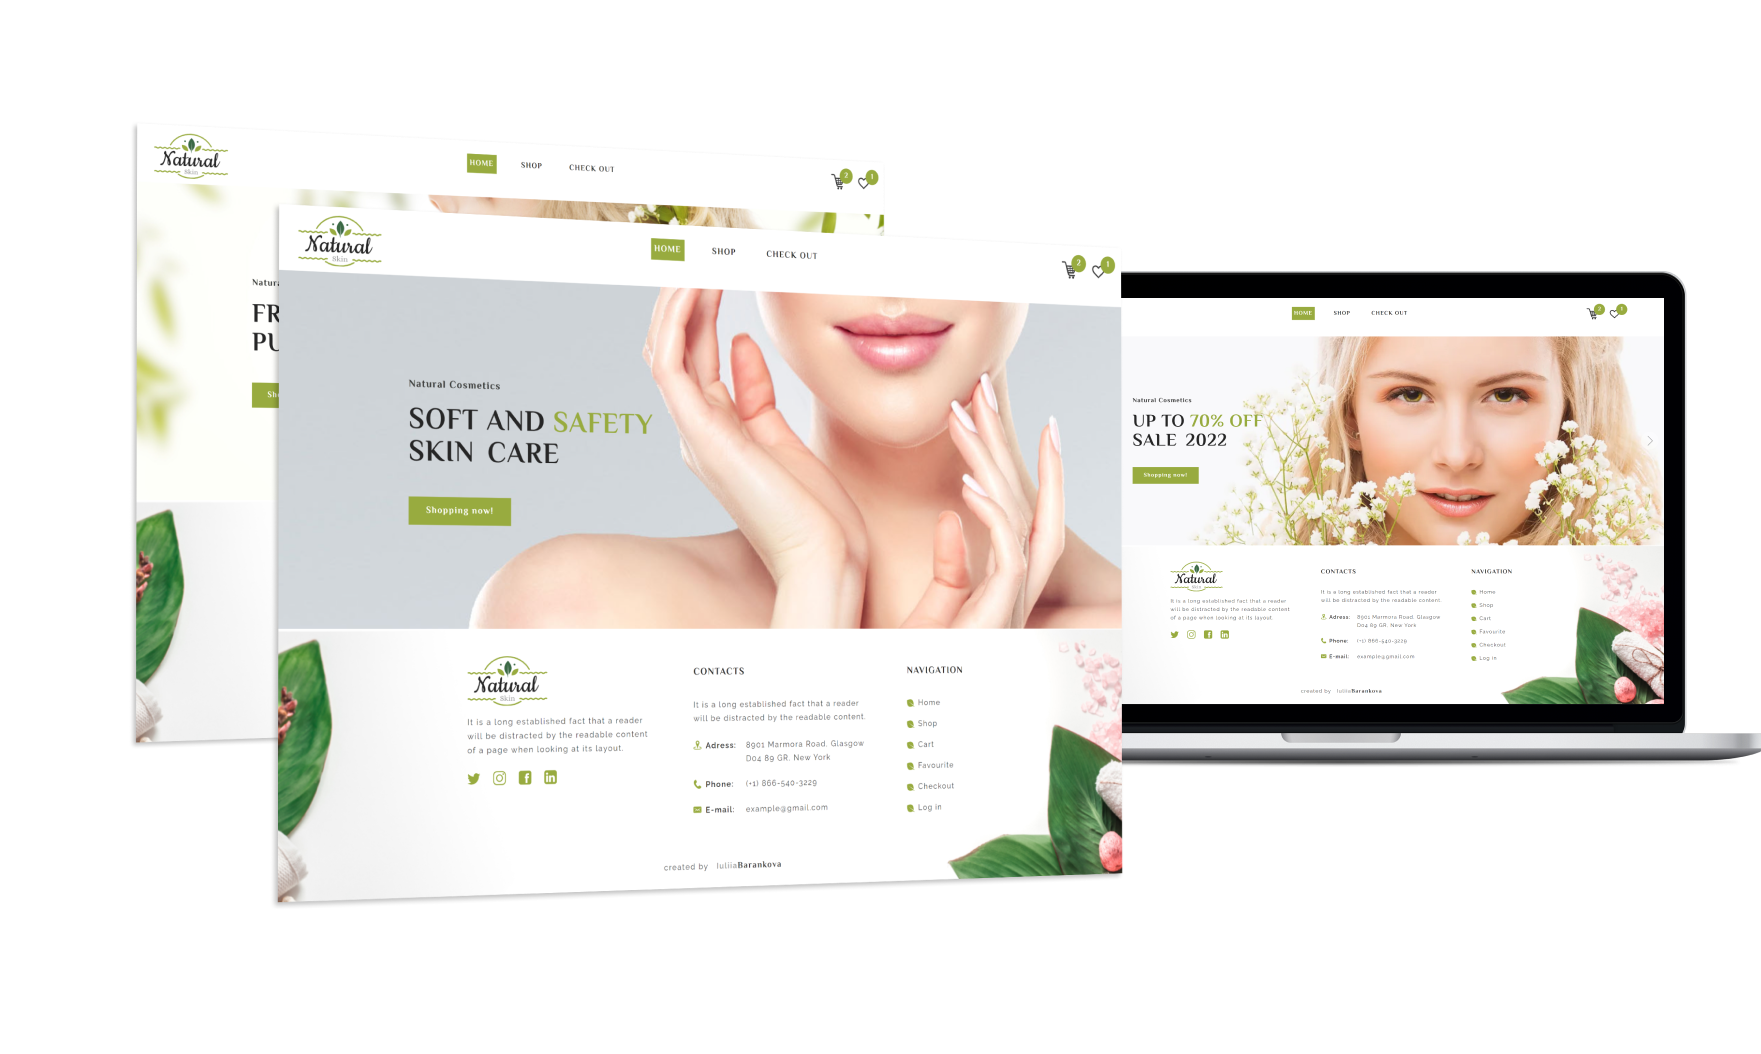 Natural
Skin
HOME
SHOP
CHECK OUT
2
1
Natural
Skin
HOME
SHOP
CHECK OUT
2
1
Natural Cosmetics
SOFT AND SAFETY
SKIN CARE
Shopping now!
Natural
Skin
It is a long established fact that a reader
will be distracted by the readable content
of a page when looking at its layout.
CONTACTS
It is a long established fact that a reader
will be distracted by the readable content.
Adress: 8901 Marmora Road, Glasgow
D04 89 GR, New York
Phone: (+1) 866-540-3229
E-mail: example@gmail.com
NAVIGATION
Home
Shop
Cart
Favourite
Checkout
Log in
created by IuliiaBarankova
HOME
SHOP
CHECK OUT
2
1
Natural Cosmetics
UP TO 70% OFF
SALE 2022
Shopping now!
Natural
Skin
It is a long established fact that a reader
will be distracted by the readable content
of a page when looking at its layout.
CONTACTS
It is a long established fact that a reader
will be distracted by the readable content.
Adress: 8901 Marmora Road, Glasgow
D04 89 GR, New York
Phone: (+1) 866-540-3229
E-mail: example@gmail.com
NAVIGATION
Home
Shop
Cart
Favourite
Checkout
Log in
created by IuliiaBarankova